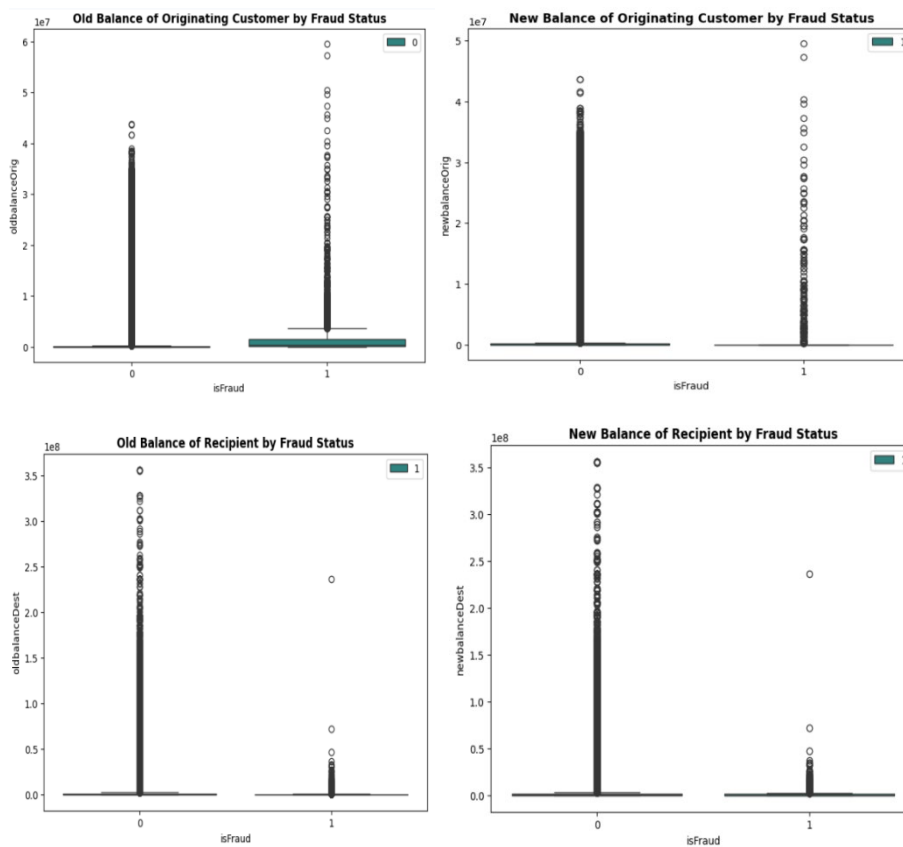 Old Balance of Originating Customer by Fraud Status
1e7
0
6
5
4
3
2
1
0
oldbalanceOrig
0 1
isFraud
New Balance of Originating Customer by Fraud Status
1e7
5
4
3
2
1
0
newbalanceOrig
0 1
isFraud
Old Balance of Recipient by Fraud Status
1e8
1
3.5
3.0
2.5
2.0
1.5
1.0
0.5
0.0
oldbalanceDest
0 1
isFraud
New Balance of Recipient by Fraud Status
1e8
3.5
3.0
2.5
2.0
1.5
1.0
0.5
0.0
newbalanceDest
0 1
isFraud